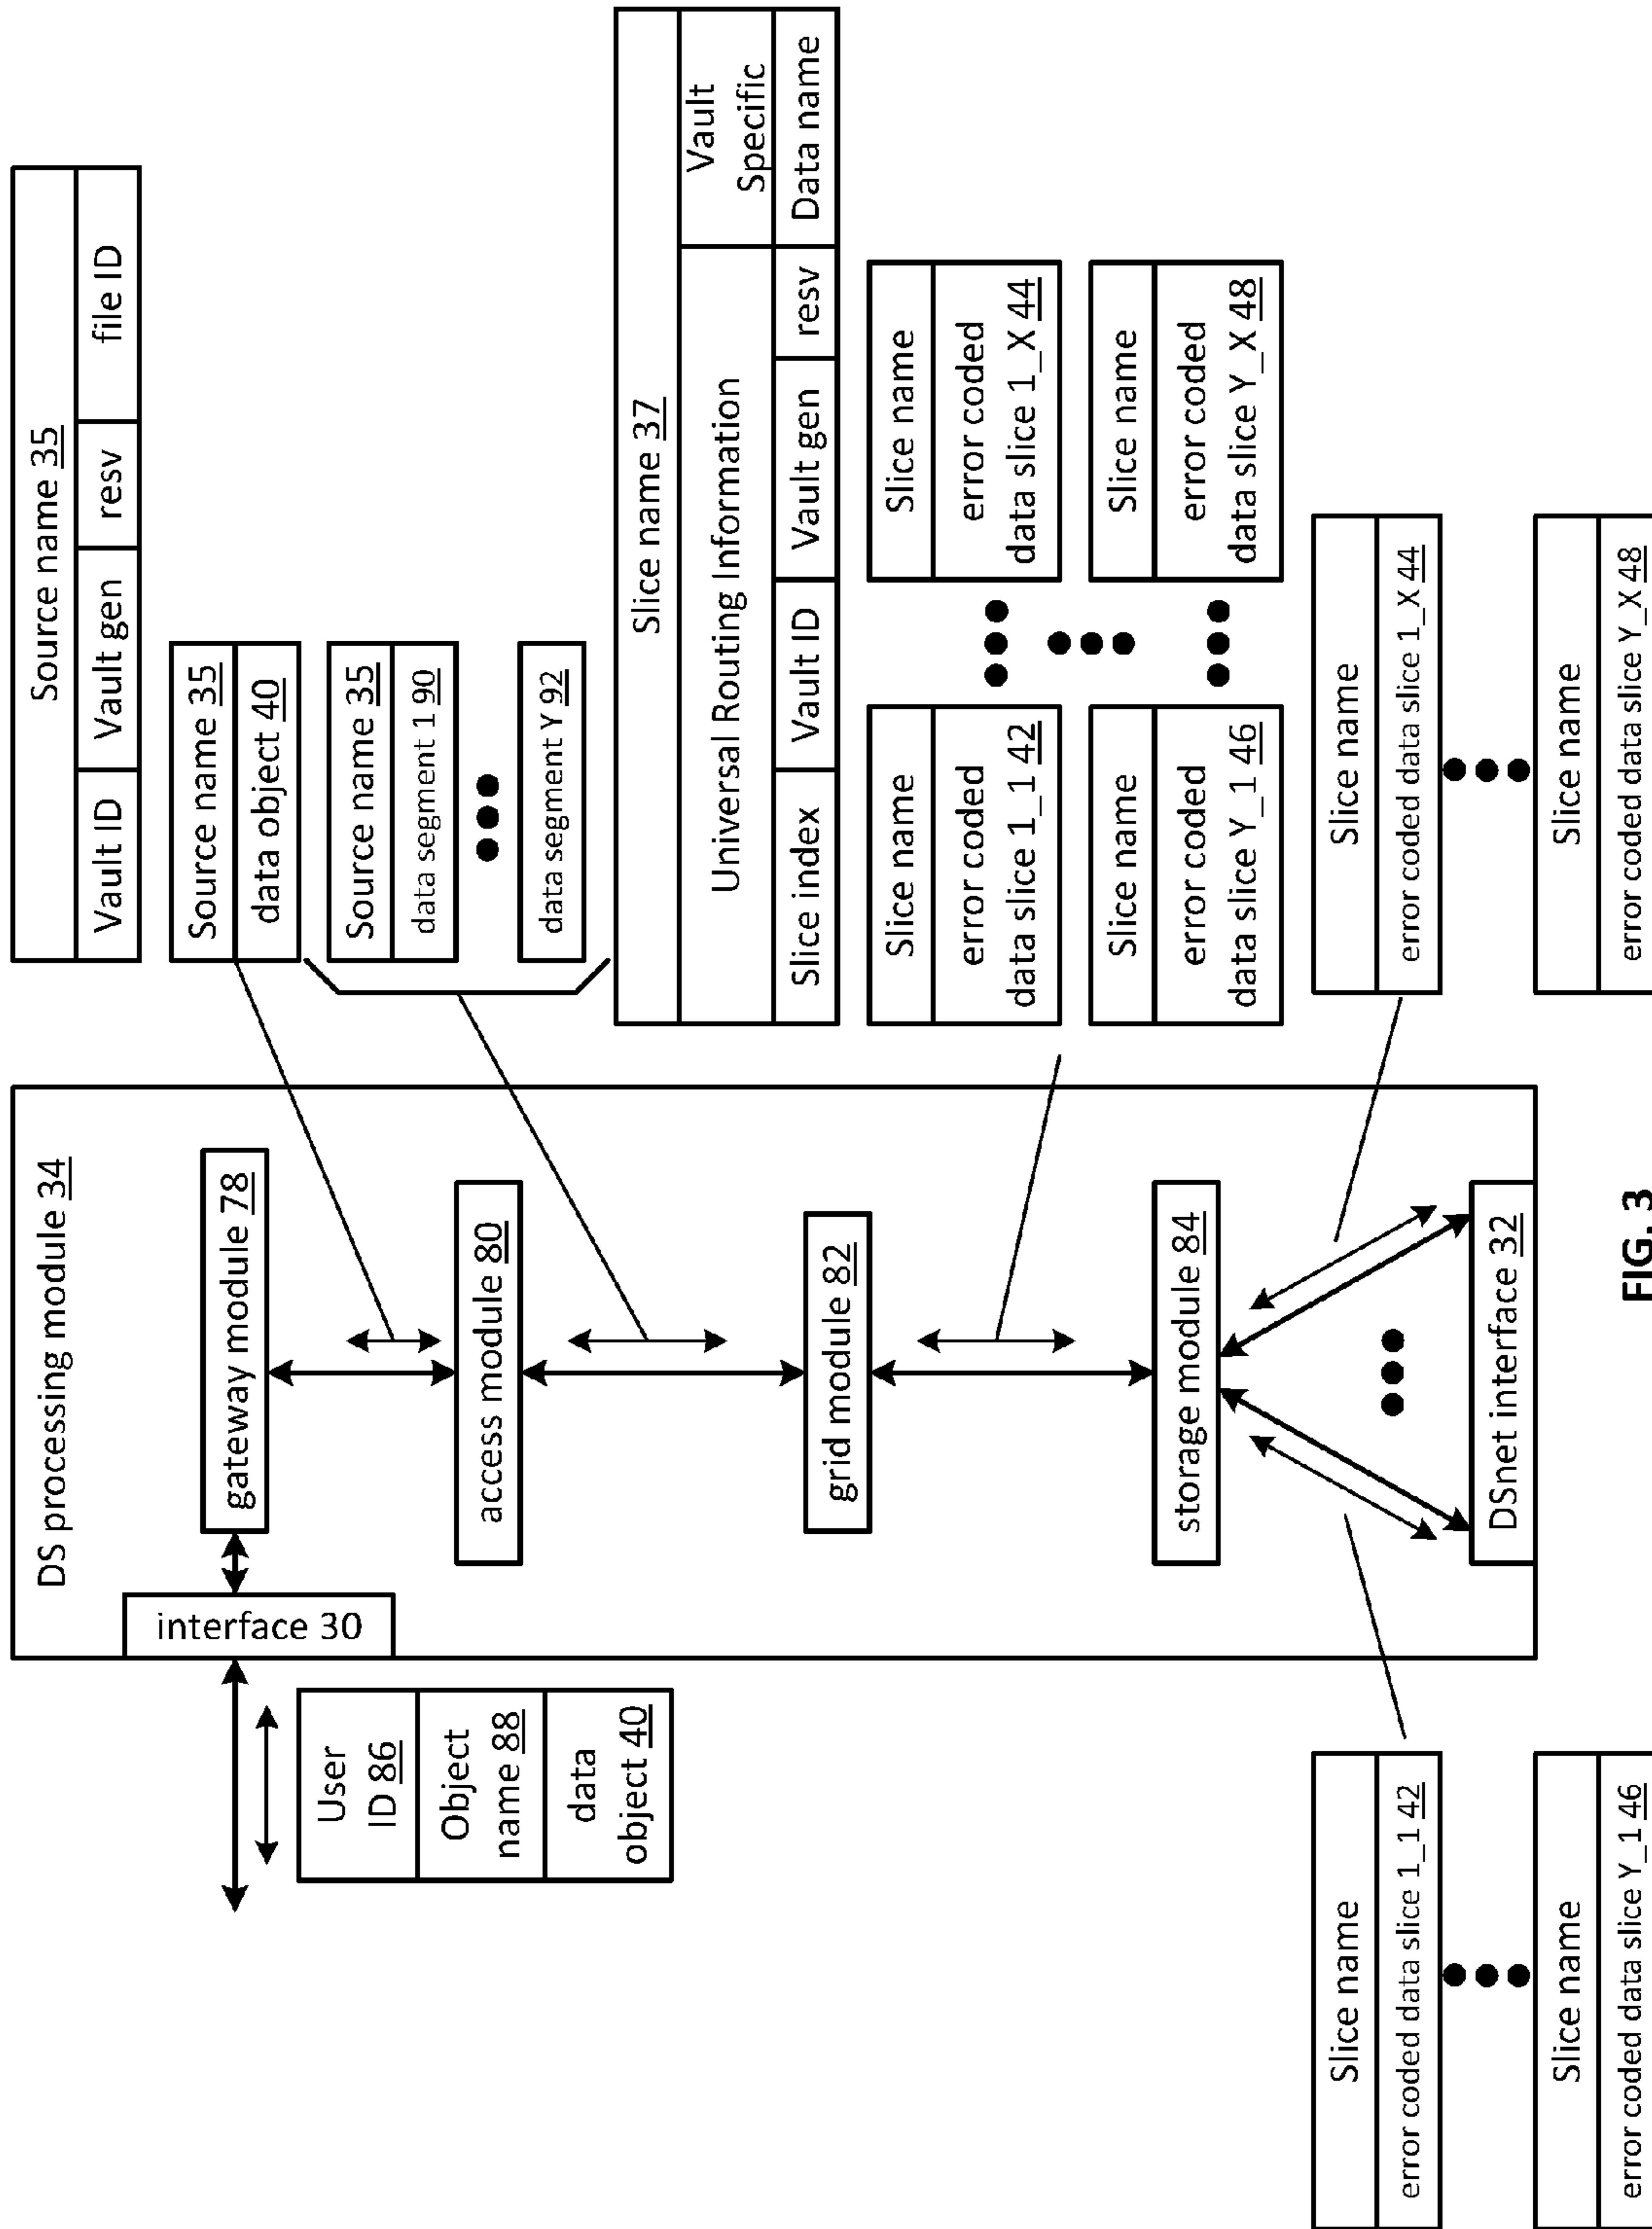 DS processing module 34
interface 30
gateway module 78
access module 80
grid module 82
storage module 84
DSnet interface 32
User
ID 86
Object
name 88
data
object 40
Source name 35
Vault ID
Vault gen
resv
file ID
Source name 35
data object 40
Source name 35
data segment 1 90
data segment Y 92
Slice name 37
Universal Routing Information
Vault
Specific
Slice index
Vault ID
Vault gen
resv
Data name
Slice name
error coded
data slice 1_1 42
Slice name
error coded
data slice 1_X 44
Slice name
error coded
data slice Y_1 46
Slice name
error coded
data slice Y_X 48
Slice name
error coded data slice 1_1 42
Slice name
error coded data slice Y_1 46
Slice name
error coded data slice 1_X 44
Slice name
error coded data slice Y_X 48
FIG. 3